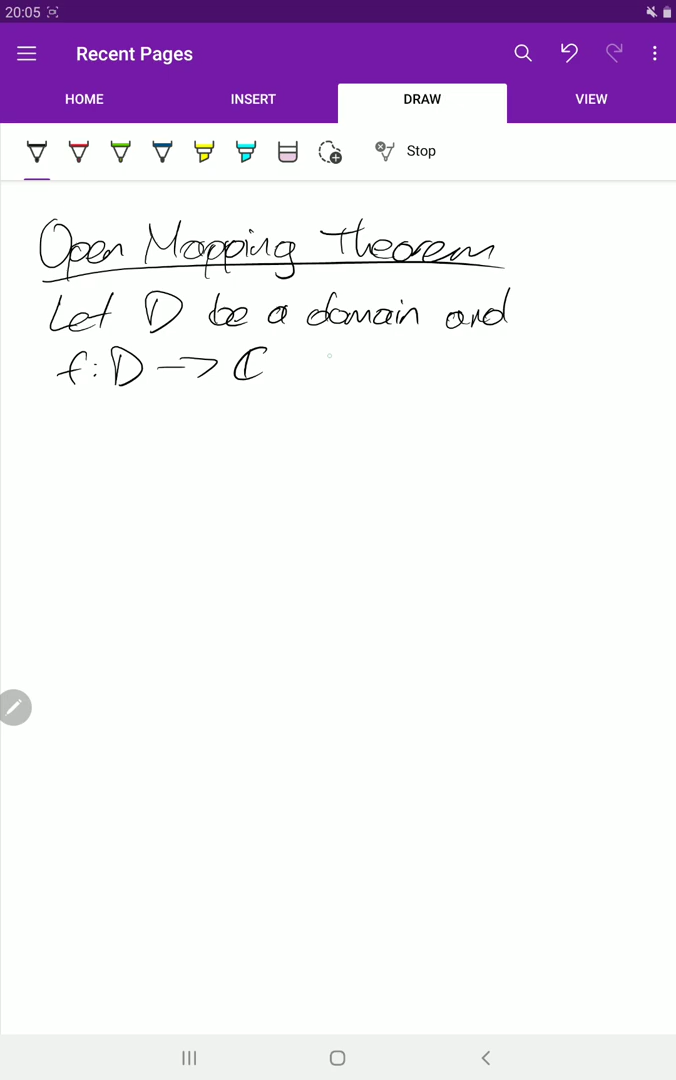 20:05
Recent Pages
HOME INSERT DRAW VIEW
Stop
Open Mapping Theorem
Let D be a domain and
f: D → ℂ